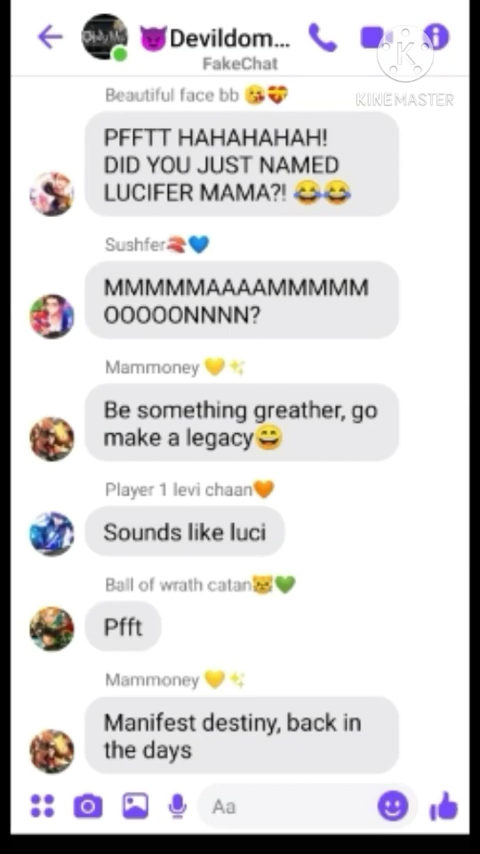 😈Devildom...
FakeChat
KINEMASTER
Beautiful face bb 😘💝
PFFTT HAHAHAHAH!
DID YOU JUST NAMED
LUCIFER MAMA?! 😂😂
Sushfer🍣💙
MMMMMAAAAMMMMM
OOOOONNNN?
Mammoney 💛✨
Be something greather, go
make a legacy😄
Player 1 levi chaan🧡
Sounds like luci
Ball of wrath catan😼💚
Pfft
Mammoney 💛✨
Manifest destiny, back in
the days
Aa